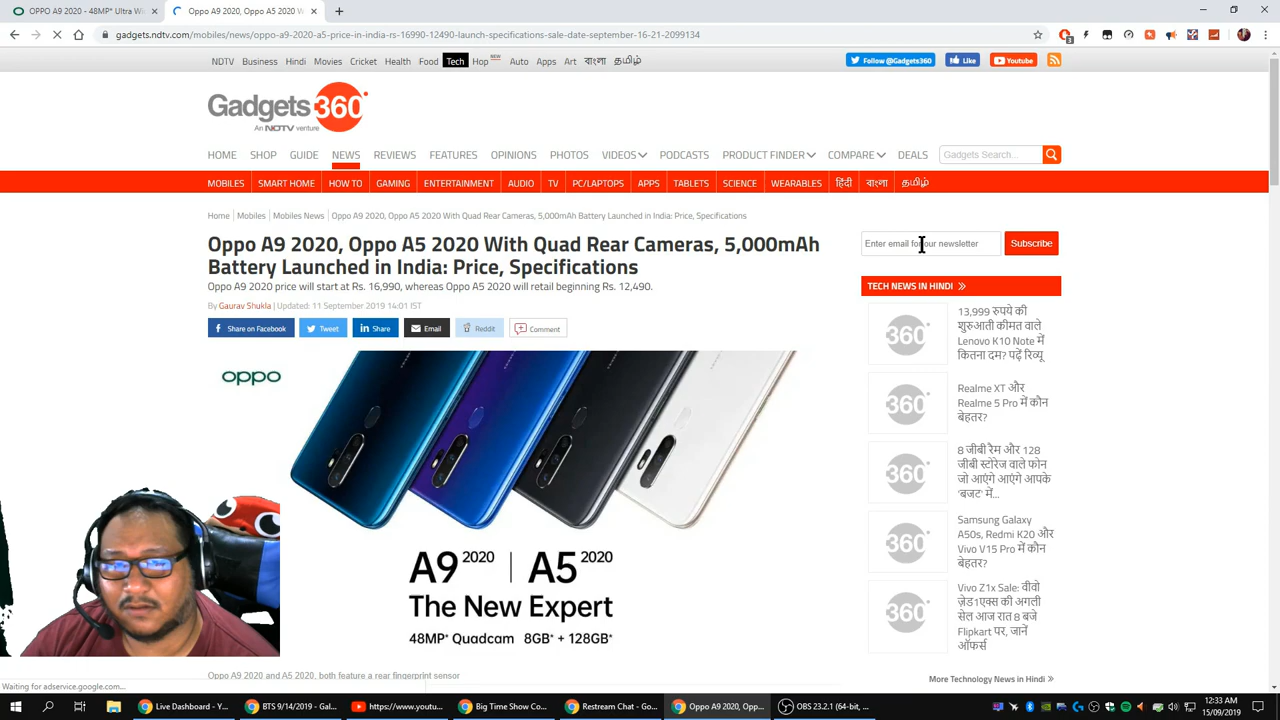 OPPO A9 2020 - 48MP* Ultra Wid
Oppo A9 2020, Oppo A5 2020 W
gadgets.ndtv.com/mobiles/news/oppo-a9-2020-a5-price-in-india-rs-16990-12490-launch-specifications-sale-date-september-16-21-2099134
3
NDTV Business Hindi Movies Cricket Health Food Tech Hop NEW Auto Apps Art বাংলা தமிழ்
Follow @Gadgets360 Like Youtube
Gadgets 360°
An NDTV venture
HOME SHOP GUIDE NEWS REVIEWS FEATURES OPINIONS PHOTOS VIDEOS PODCASTS PRODUCT FINDER COMPARE DEALS Gadgets Search...
MOBILES SMART HOME HOW TO GAMING ENTERTAINMENT AUDIO TV PC/LAPTOPS APPS TABLETS SCIENCE WEARABLES हिंदी বাংলা தமிழ்
Home Mobiles Mobiles News Oppo A9 2020, Oppo A5 2020 With Quad Rear Cameras, 5,000mAh Battery Launched in India: Price, Specifications
Oppo A9 2020, Oppo A5 2020 With Quad Rear Cameras, 5,000mAh
Battery Launched in India: Price, Specifications
Oppo A9 2020 price will start at Rs. 16,990, whereas Oppo A5 2020 will retail beginning Rs. 12,490.
By Gaurav Shukla | Updated: 11 September 2019 14:01 IST
Share on Facebook Tweet Share Email Reddit Comment
Enter email for our newsletter Subscribe
TECH NEWS IN HINDI
360°
13,999 रुपये की
शुरुआती कीमत वाले
Lenovo K10 Note में
कितना दम? पढ़ें रिव्यू
360°
Realme XT और
Realme 5 Pro में कौन
बेहतर?
360°
8 जीबी रैम और 128
जीबी स्टोरेज वाले फोन
जो आएंगे आएंगे आपके
'बजट' में...
360°
Samsung Galaxy
A50s, Redmi K20 और
Vivo V15 Pro में कौन
बेहतर?
360°
Vivo Z1x Sale: वीवो
ज़ेड1एक्स की अगली
सेल आज रात 8 बजे
Flipkart पर, जानें
ऑफर्स
More Technology News in Hindi
oppo
A9 2020 | A5 2020
The New Expert
48MP* Quadcam 8GB* + 128GB*
Oppo A9 2020 and A5 2020, both feature a rear fingerprint sensor
Waiting for adservice.google.com...
Live Dashboard - Y... BTS 9/14/2019 - Gal... https://www.youtu... Big Time Show Com... Restream Chat - Go... Oppo A9 2020, Opp... OBS 23.2.1 (64-bit, ...
12:33 AM
15/09/2019